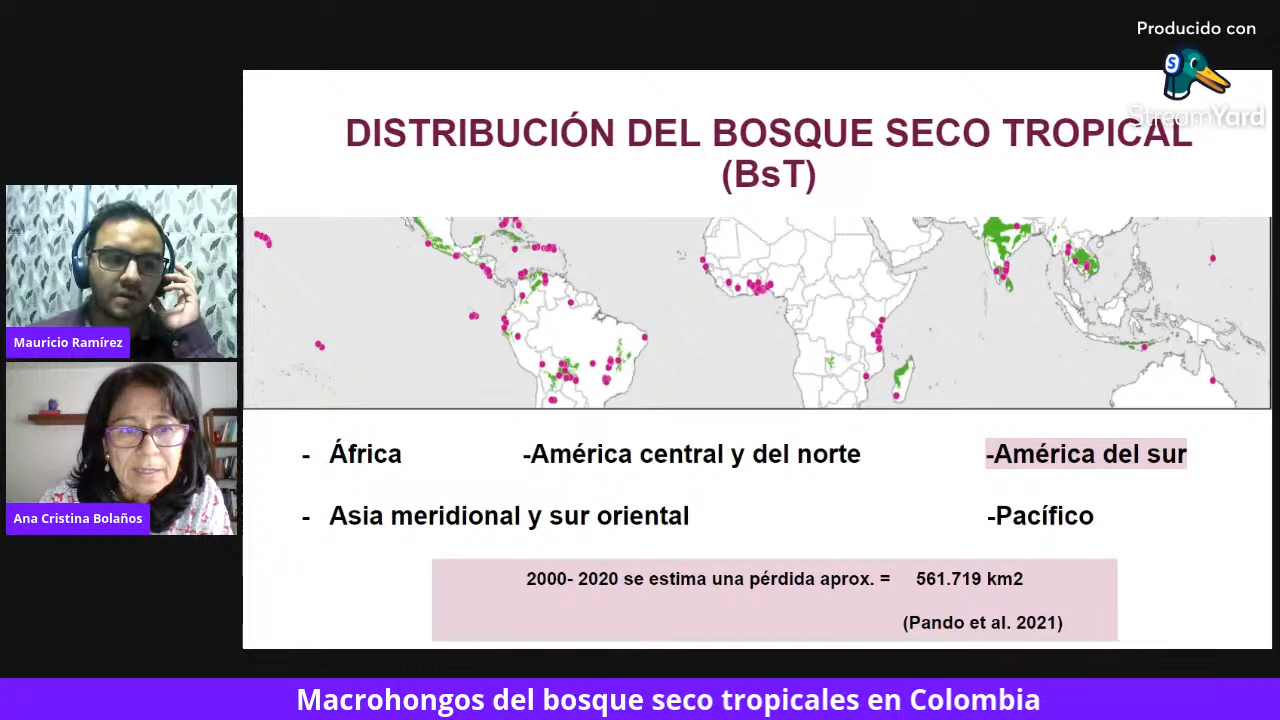 Producido con
S
StreamYard
DISTRIBUCIÓN DEL BOSQUE SECO TROPICAL
(BsT)
Mauricio Ramírez
Ana Cristina Bolaños
- África -América central y del norte -América del sur
- Asia meridional y sur oriental -Pacífico
2000- 2020 se estima una pérdida aprox. = 561.719 km2
(Pando et al. 2021)
Macrohongos del bosque seco tropicales en Colombia